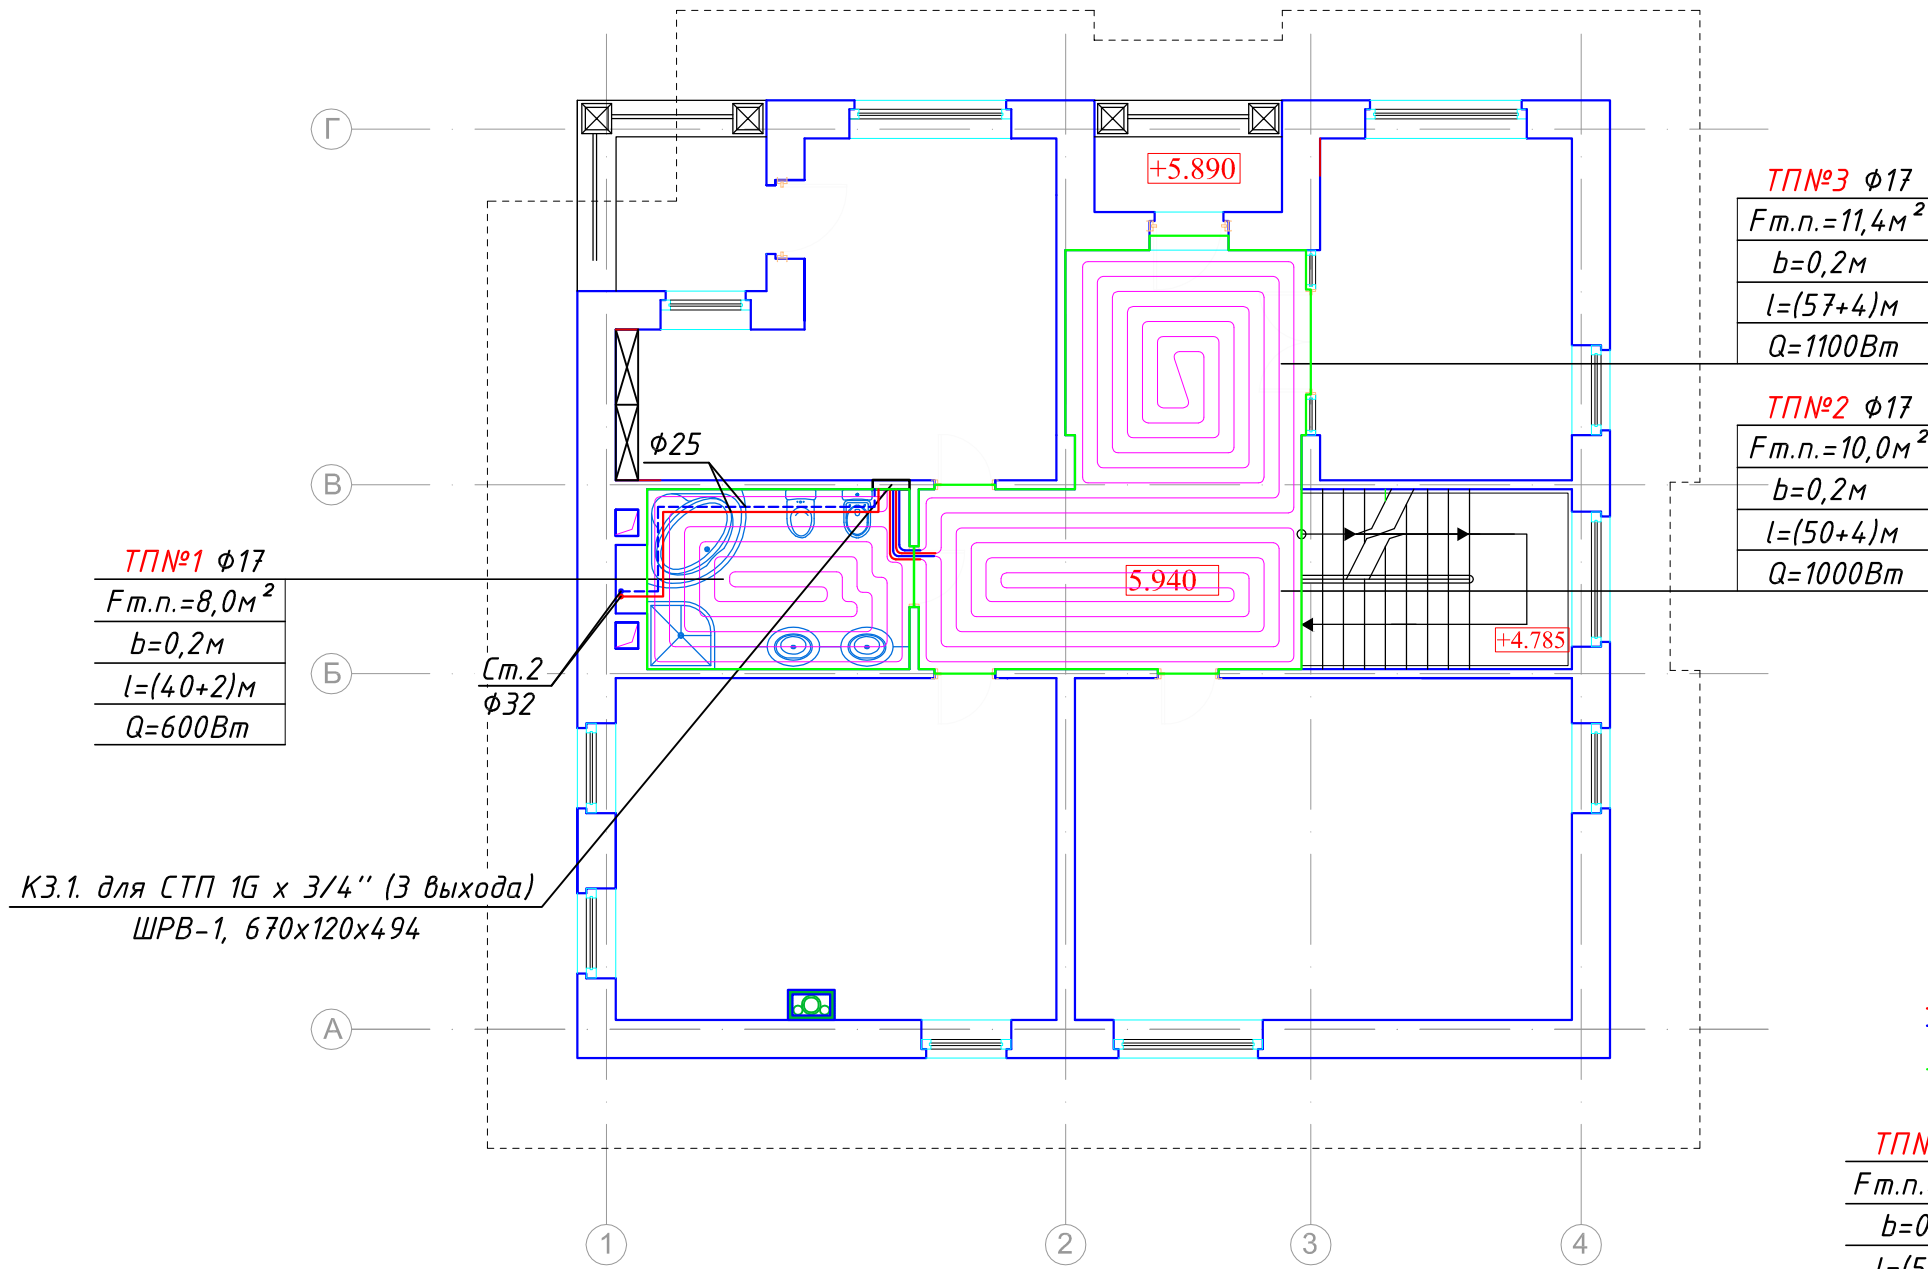 Г
+5.890
ТП№3 ф17
Fт.п.=11,4м²
b=0,2м
l=(57+4)м
Q=1100Вт
ТП№2 ф17
Fт.п.=10,0м²
b=0,2м
l=(50+4)м
Q=1000Вт
ф25
В
ТП№1 ф17
Fт.п.=8,0м²
b=0,2м
l=(40+2)м
Q=600Вт
5.940
+4.785
Б
Ст.2
ф32
К3.1. для СТП 1G х 3/4'' (3 выхода)
ШРВ-1, 670х120х494
А
ТП№
Fт.п.
b=0
l=(5
1
2
3
4